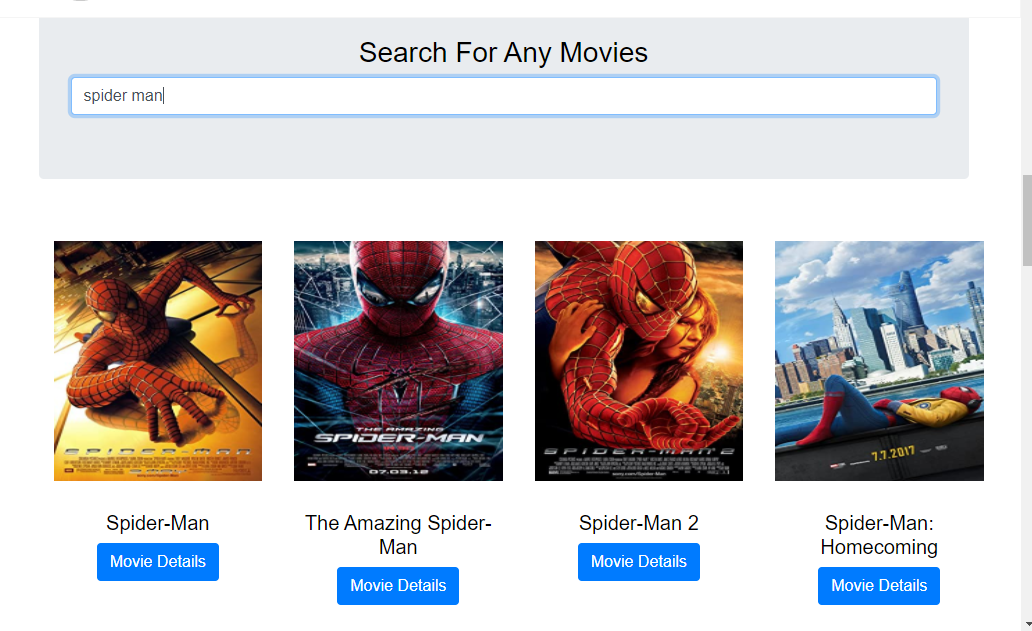 Search For Any Movies
spider man
SPIDER-MAN
THE AMAZING
SPIDER-MAN
07.03.12
SPIDER-MAN 2
7.7.2017
Spider-Man
The Amazing Spider-
Man
Spider-Man 2
Spider-Man:
Homecoming
Movie Details
Movie Details
Movie Details
Movie Details